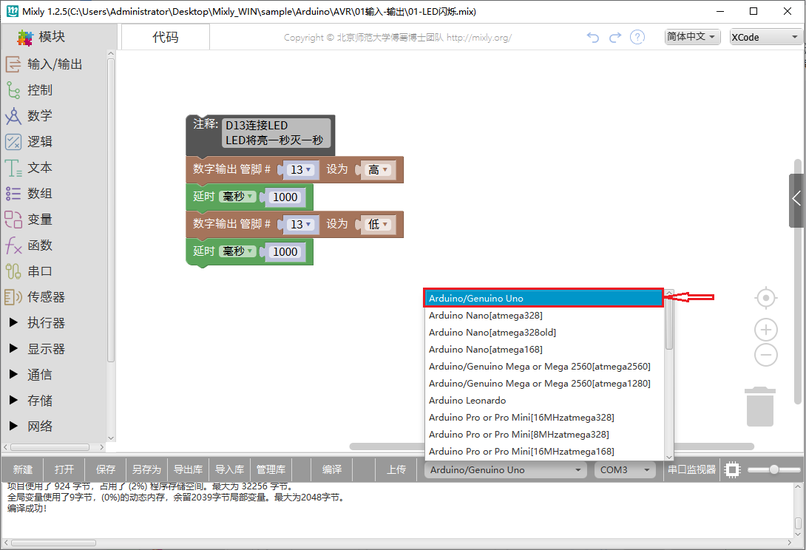 Mixly 1.2.5(C:\Users\Administrator\Desktop\Mixly_WIN\sample\Arduino\AVR\01输入-输出\01-LED闪烁.mix)
模块
代码
Copyright © 北京师范大学傅骞博士团队 http://mixly.org/
简体中文
XCode
输入/输出
控制
数学
逻辑
文本
数组
变量
函数
串口
传感器
执行器
显示器
通信
存储
网络
注释: D13连接LED
LED将亮一秒灭一秒
数字输出 管脚 # 13 设为 高
延时 毫秒 1000
数字输出 管脚 # 13 设为 低
延时 毫秒 1000
Arduino/Genuino Uno
Arduino Nano[atmega328]
Arduino Nano[atmega328old]
Arduino Nano[atmega168]
Arduino/Genuino Mega or Mega 2560[atmega2560]
Arduino/Genuino Mega or Mega 2560[atmega1280]
Arduino Leonardo
Arduino Pro or Pro Mini[16MHzatmega328]
Arduino Pro or Pro Mini[8MHzatmega328]
Arduino Pro or Pro Mini[16MHzatmega168]
新建 打开 保存 另存为 导出库 导入库 管理库 编译 上传 Arduino/Genuino Uno COM3 串口监视器
项目使用了 924 字节，占用了 (2%) 程序存储空间。最大为 32256 字节。
全局变量使用了9字节，(0%)的动态内存，余留2039字节局部变量。最大为2048字节。
编译成功!